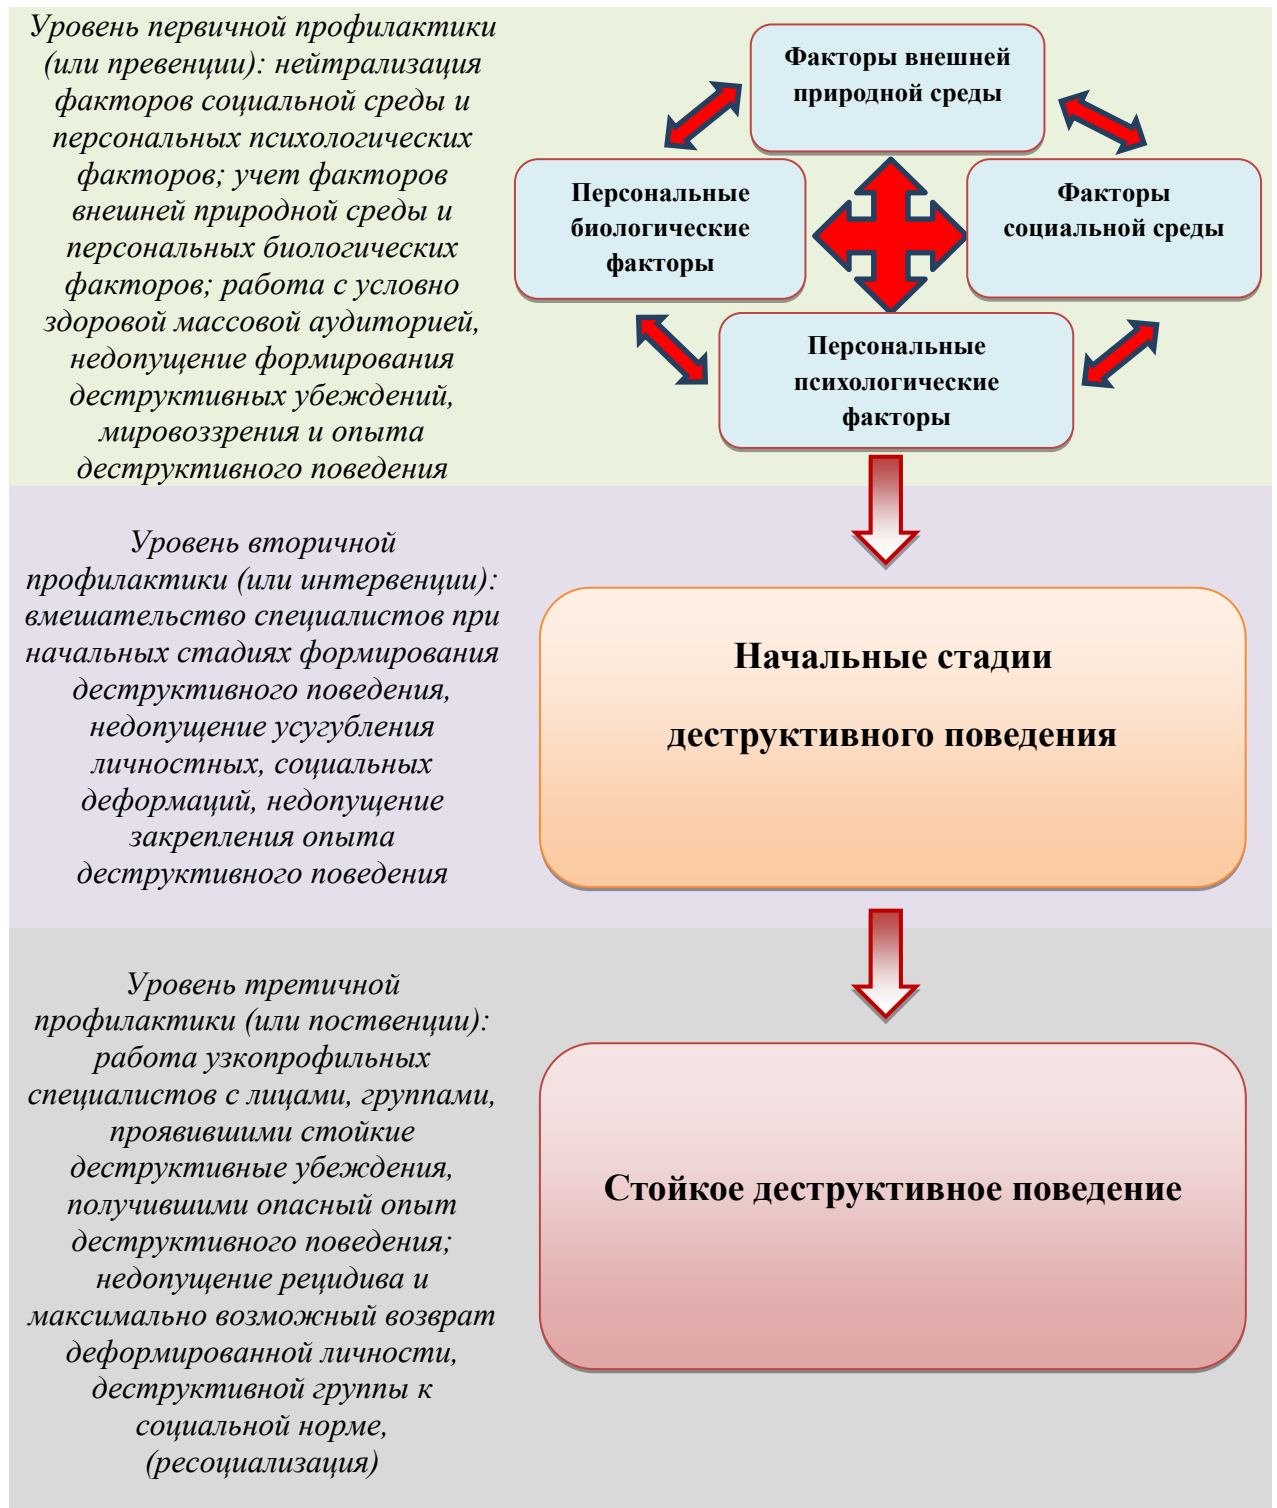 Уровень первичной профилактики
(или превенции): нейтрализация
факторов социальной среды и
персональных психологических
факторов; учет факторов
внешней природной среды и
персональных биологических
факторов; работа с условно
здоровой массовой аудиторией,
недопущение формирования
деструктивных убеждений,
мировоззрения и опыта
деструктивного поведения
Факторы внешней
природной среды
Персональные
биологические
факторы
Факторы
социальной среды
Персональные
психологические
факторы
Уровень вторичной
профилактики (или интервенции):
вмешательство специалистов при
начальных стадиях формирования
деструктивного поведения,
недопущение усугубления
личностных, социальных
деформаций, недопущение
закрепления опыта
деструктивного поведения
Начальные стадии
деструктивного поведения
Уровень третичной
профилактики (или поственции):
работа узкопрофильных
специалистов с лицами, группами,
проявившими стойкие
деструктивные убеждения,
получившими опасный опыт
деструктивного поведения;
недопущение рецидива и
максимально возможный возврат
деформированной личности,
деструктивной группы к
социальной норме,
(ресоциализация)
Стойкое деструктивное поведение